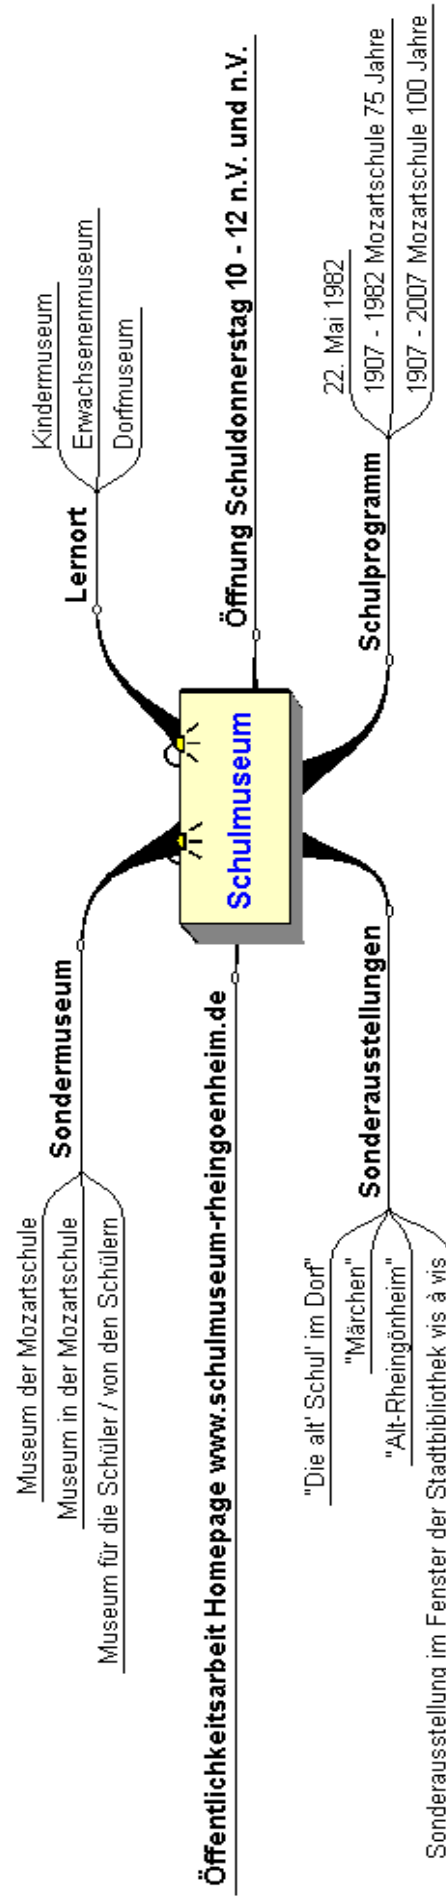 Schulmuseum
Lernort
Kindermuseum
Erwachsenenmuseum
Dorfmuseum
Öffnung Schuldonnerstag 10 - 12 n.V. und n.V.
Schulprogramm
22. Mai 1982
1907 - 1982 Mozartschule 75 Jahre
1907 - 2007 Mozartschule 100 Jahre
Sondermuseum
Museum der Mozartschule
Museum in der Mozartschule
Museum für die Schüler / von den Schülern
Öffentlichkeitsarbeit Homepage www.schulmuseum-rheingoenheim.de
Sonderausstellungen
"Die alt' Schul' im Dorf"
"Märchen"
"Alt-Rheingönheim"
Sonderausstellung im Fenster der Stadtbibliothek vis à vis